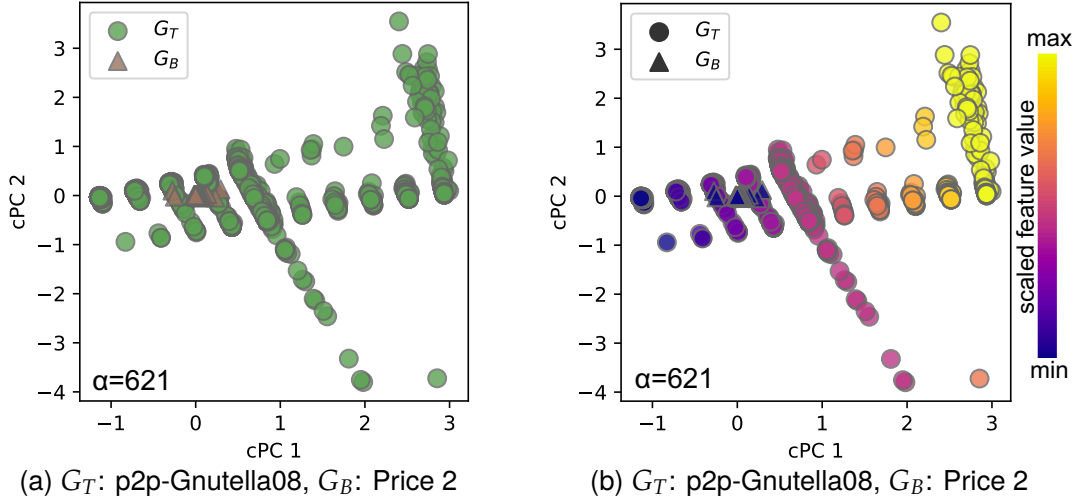 G_T
G_B
3
2
1
0
−1
−2
−3
−4
cPC 2
α=621
−1
0
1
2
3
cPC 1
(a) G_T: p2p-Gnutella08, G_B: Price 2
G_T
G_B
3
2
1
0
−1
−2
−3
−4
cPC 2
α=621
−1
0
1
2
3
cPC 1
max
scaled feature value
min
(b) G_T: p2p-Gnutella08, G_B: Price 2